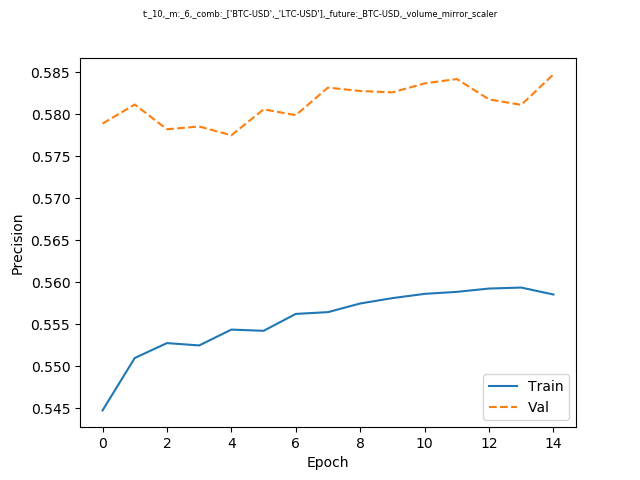 t:_10,_m:_6,_comb:_['BTC-USD',_'LTC-USD'],_future:_BTC-USD,_volume_mirror_scaler
0.585
0.580
0.575
0.570
0.565
0.560
0.555
0.550
0.545
Precision
Train
Val
0 2 4 6 8 10 12 14
Epoch